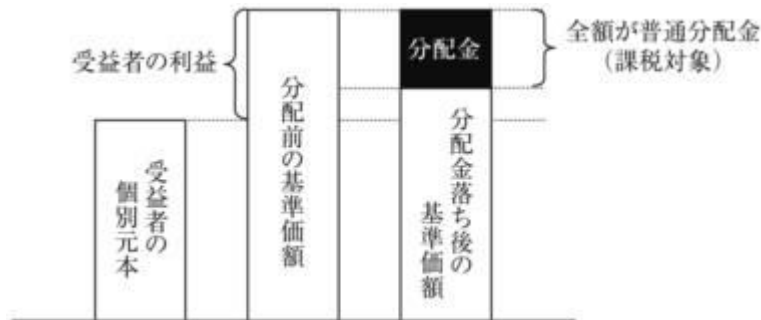 受益者の利益
分配金
全額が普通分配金
（課税対象）
受益者の
個別元本
分配前の基準価額
分配金落ち後の
基準価額